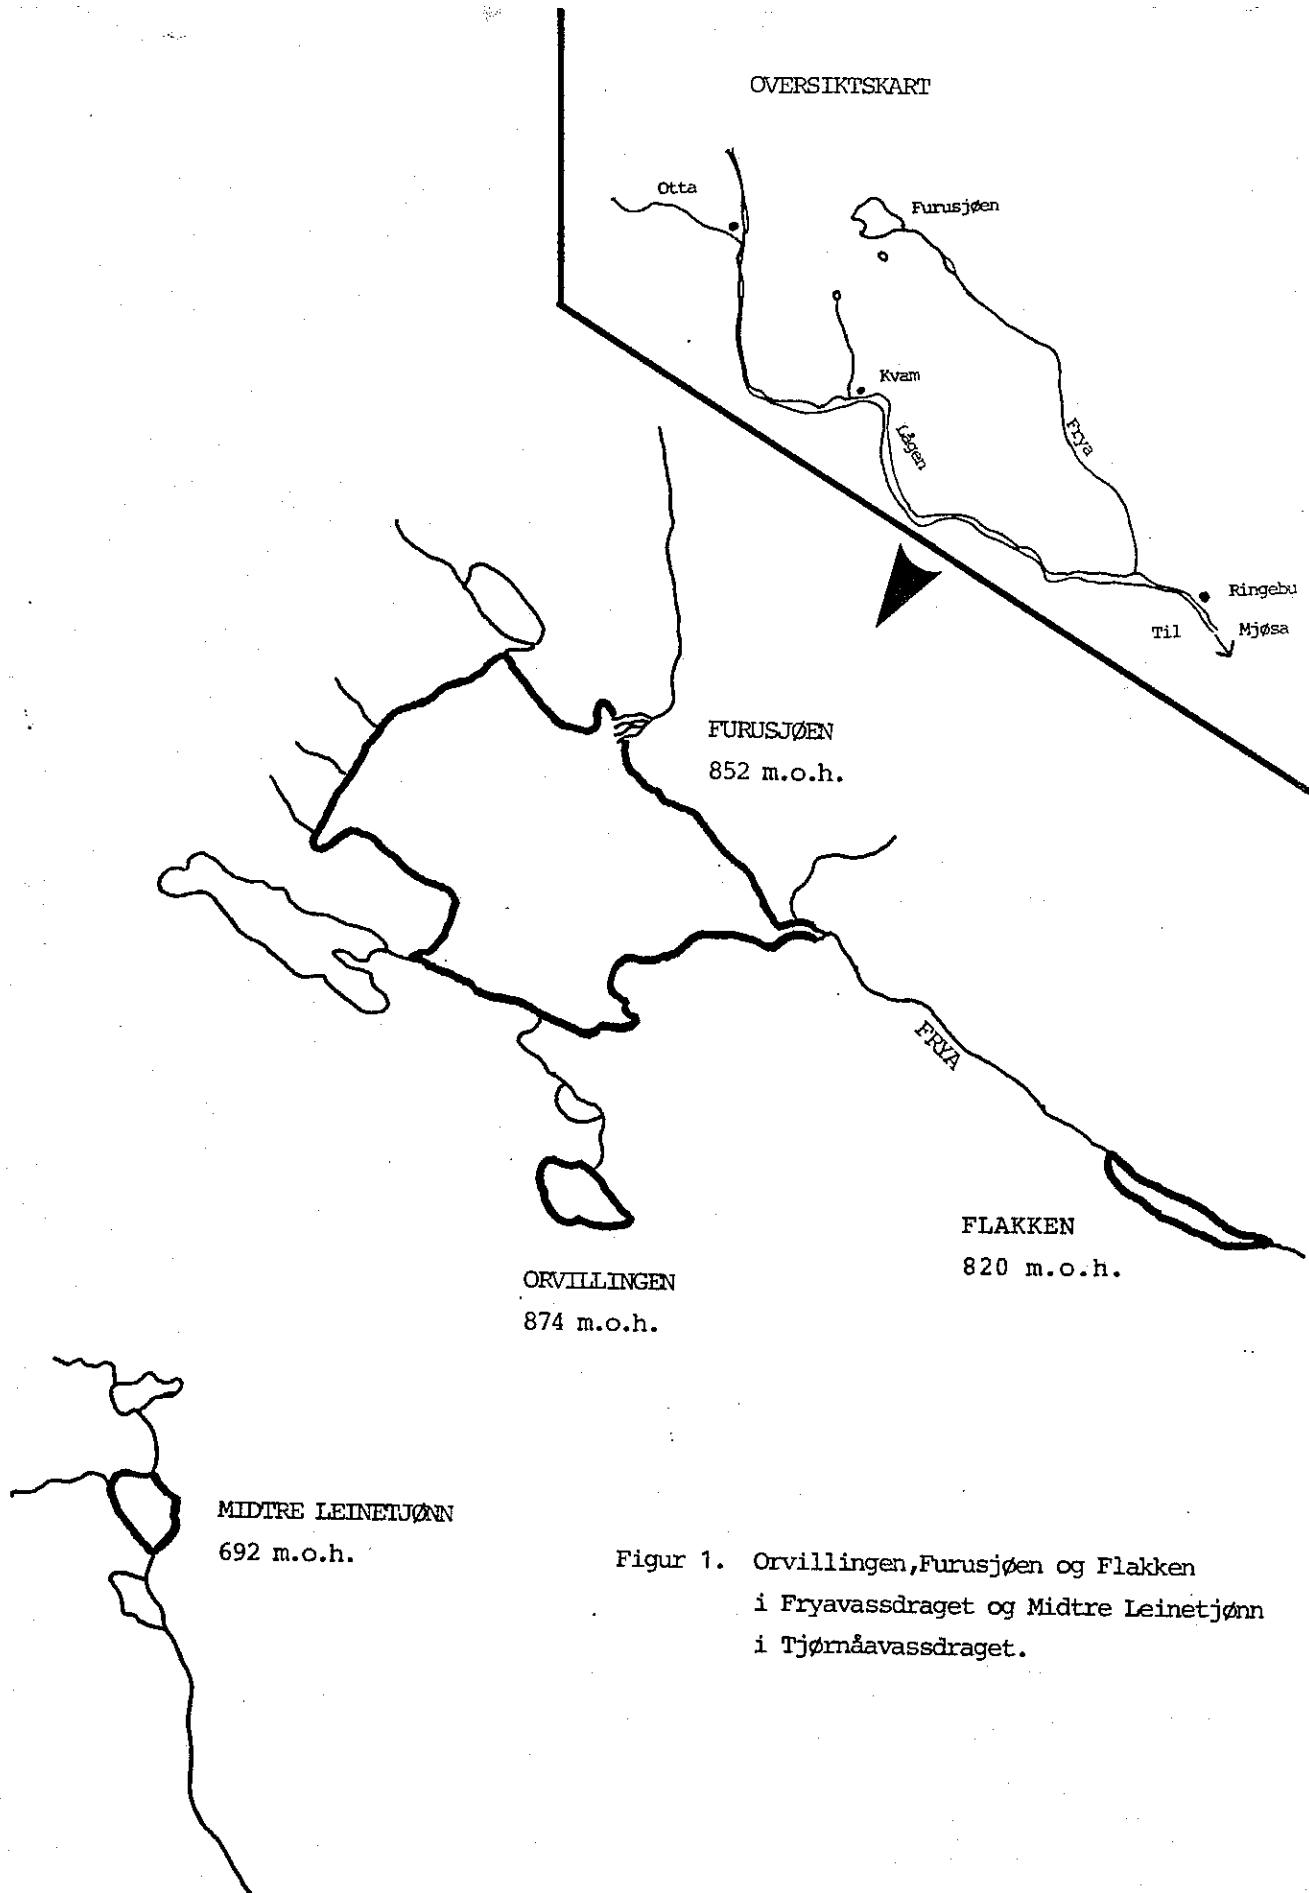 OVERSIKTSKART
Otta
Furusjøen
Kvam
Lågen
Frya
Ringebu
Til Mjøsa
FURUSJØEN
852 m.o.h.
FRYA
FLAKKEN
820 m.o.h.
ORVILLINGEN
874 m.o.h.
MIDTRE LEINETJØNN
692 m.o.h.
Figur 1. Orvillingen,Furusjøen og Flakken
i Fryavassdraget og Midtre Leinetjønn
i Tjørnåavassdraget.